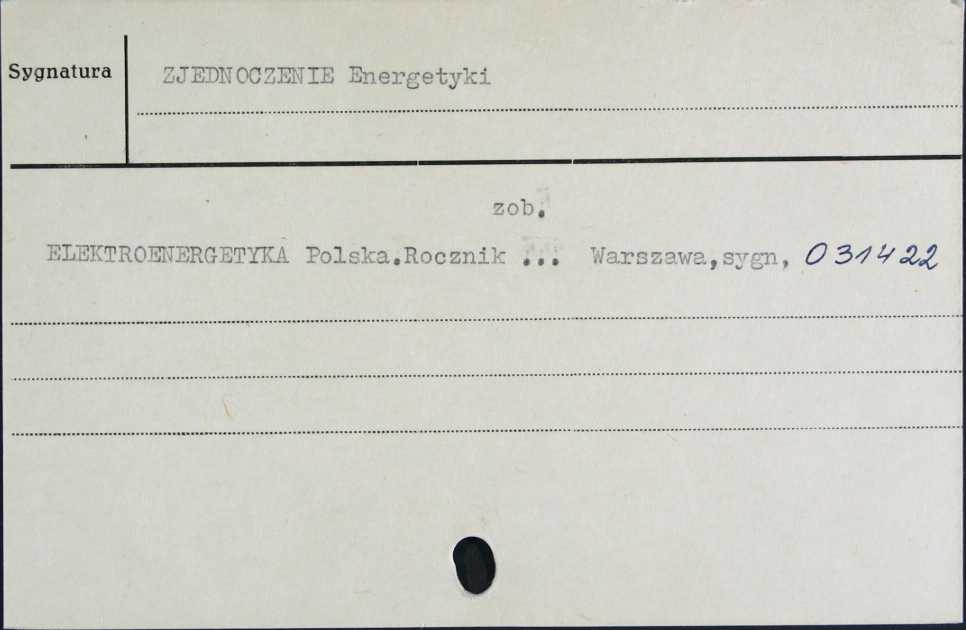 Sygnatura
ZJEDNOCZENIE Energetyki
zob.
ELEKTROENERGETYKA Polska.Rocznik ... Warszawa,sygn, 031422